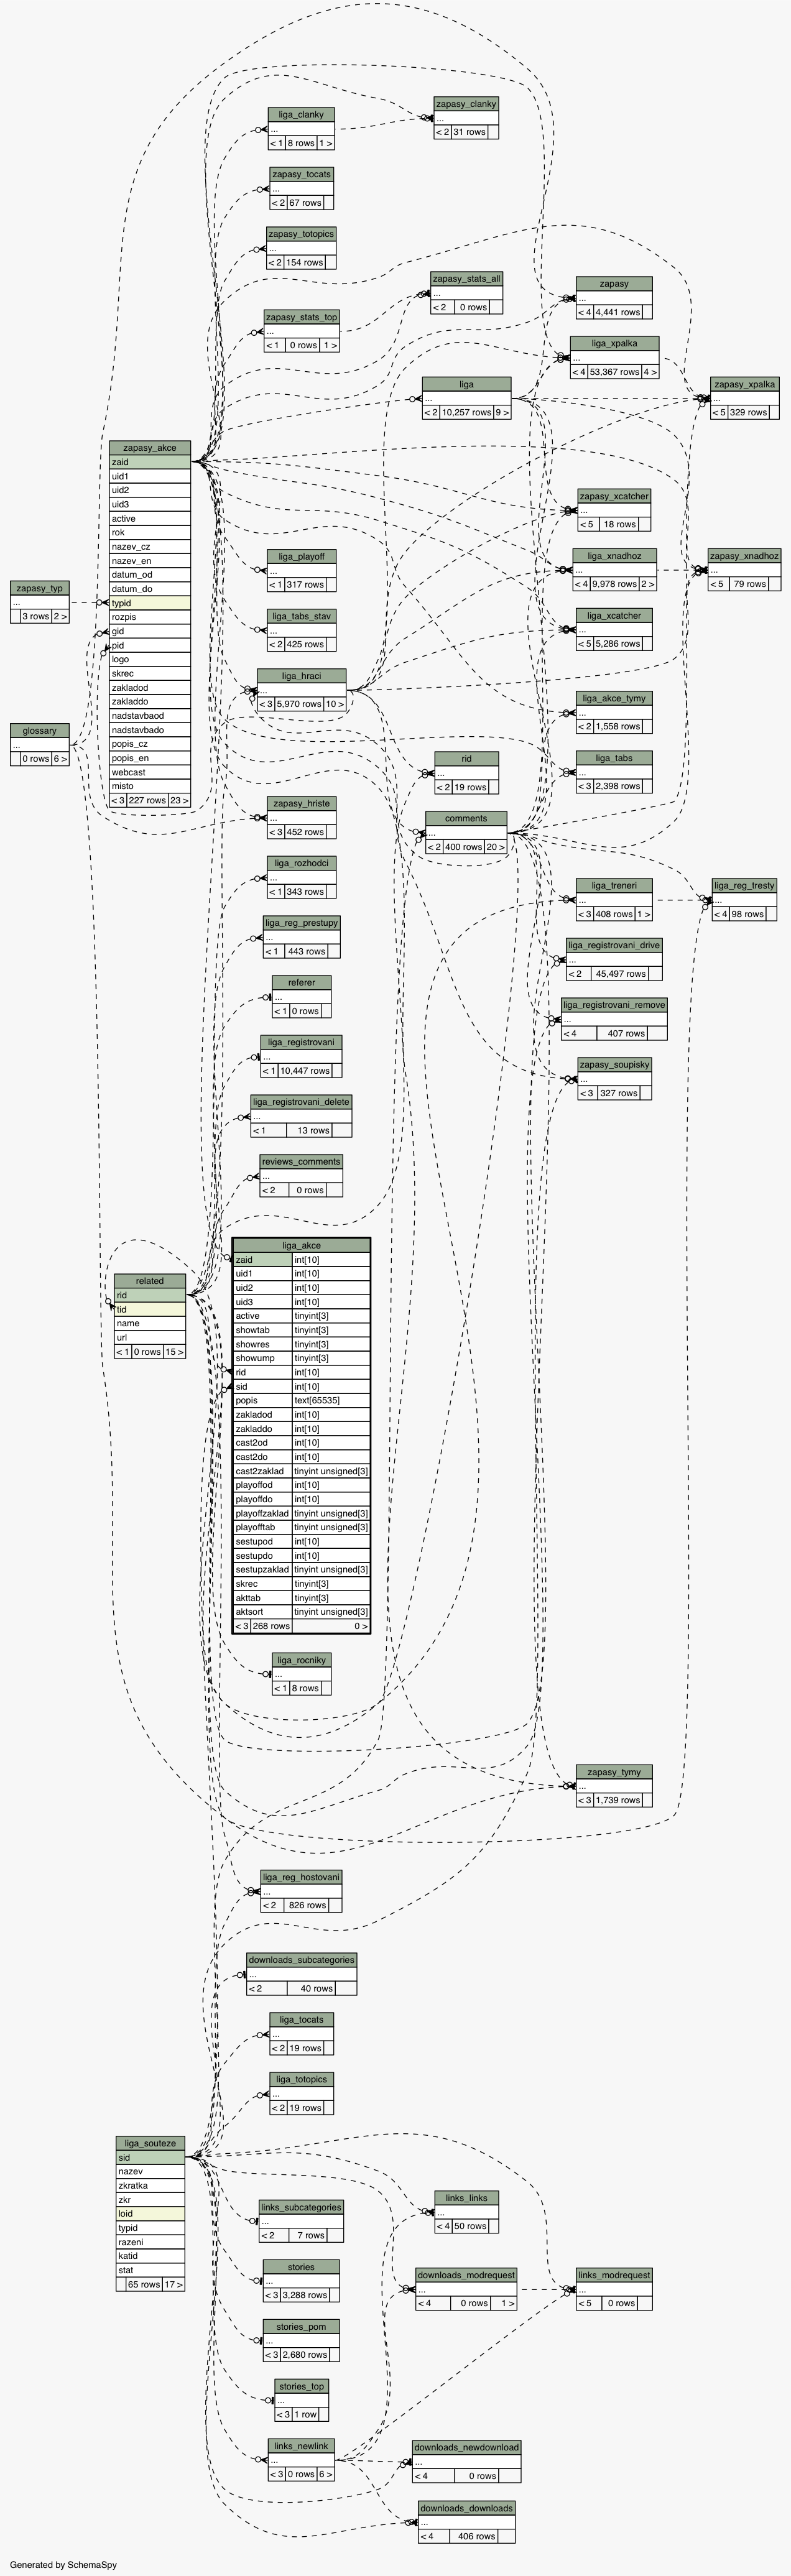 zapasy_clanky
...
< 2 31 rows
liga_clanky
...
< 1 8 rows 1 >
zapasy_tocats
...
< 2 67 rows
zapasy_totopics
...
< 2 154 rows
zapasy_stats_all
...
< 2 0 rows
zapasy
...
< 4 4,441 rows
zapasy_stats_top
...
< 1 0 rows 1 >
liga_xpalka
...
< 4 53,367 rows 4 >
liga
...
< 2 10,257 rows 9 >
zapasy_xpalka
...
< 5 329 rows
zapasy_akce
zaid
uid1
uid2
uid3
active
rok
nazev_cz
nazev_en
datum_od
datum_do
typid
rozpis
gid
pid
logo
skrec
zakladod
zakladdo
nadstavbaod
nadstavbado
popis_cz
popis_en
webcast
misto
< 3 227 rows 23 >
zapasy_xcatcher
...
< 5 18 rows
liga_playoff
...
< 1 317 rows
liga_xnadhoz
...
< 4 9,978 rows 2 >
zapasy_xnadhoz
...
< 5 79 rows
zapasy_typ
...
3 rows 2 >
liga_tabs_stav
...
< 2 425 rows
liga_xcatcher
...
< 5 5,286 rows
liga_hraci
...
< 3 5,970 rows 10 >
liga_akce_tymy
...
< 2 1,558 rows
glossary
...
0 rows 6 >
rid
...
< 2 19 rows
liga_tabs
...
< 3 2,398 rows
zapasy_hriste
...
< 3 452 rows
comments
...
< 2 400 rows 20 >
liga_rozhodci
...
< 1 343 rows
liga_treneri
...
< 3 408 rows 1 >
liga_reg_tresty
...
< 4 98 rows
liga_reg_prestupy
...
< 1 443 rows
liga_registrovani_drive
...
< 2 45,497 rows
referer
...
< 1 0 rows
liga_registrovani_remove
...
< 4 407 rows
liga_registrovani
...
< 1 10,447 rows
zapasy_soupisky
...
< 3 327 rows
liga_registrovani_delete
...
< 1 13 rows
reviews_comments
...
< 2 0 rows
related
rid
tid
name
url
< 1 0 rows 15 >
liga_akce
zaid int[10]
uid1 int[10]
uid2 int[10]
uid3 int[10]
active tinyint[3]
showtab tinyint[3]
showres tinyint[3]
showump tinyint[3]
rid int[10]
sid int[10]
popis text[65535]
zakladod int[10]
zakladdo int[10]
cast2od int[10]
cast2do int[10]
cast2zaklad tinyint unsigned[3]
playoffod int[10]
playoffdo int[10]
playoffzaklad tinyint unsigned[3]
playofftab tinyint unsigned[3]
sestupod int[10]
sestupdo int[10]
sestupzaklad tinyint unsigned[3]
skrec tinyint[3]
akttab tinyint[3]
aktsort tinyint unsigned[3]
< 3 268 rows 0 >
liga_rocniky
...
< 1 8 rows
zapasy_tymy
...
< 3 1,739 rows
liga_reg_hostovani
...
< 2 826 rows
downloads_subcategories
...
< 2 40 rows
liga_tocats
...
< 2 19 rows
liga_totopics
...
< 2 19 rows
liga_souteze
sid
nazev
zkratka
zkr
loid
typid
razeni
katid
stat
65 rows 17 >
links_subcategories
...
< 2 7 rows
links_links
...
< 4 50 rows
stories
...
< 3 3,288 rows
downloads_modrequest
...
< 4 0 rows 1 >
links_modrequest
...
< 5 0 rows
stories_pom
...
< 3 2,680 rows
stories_top
...
< 3 1 row
links_newlink
...
< 3 0 rows 6 >
downloads_newdownload
...
< 4 0 rows
downloads_downloads
...
< 4 406 rows
Generated by SchemaSpy